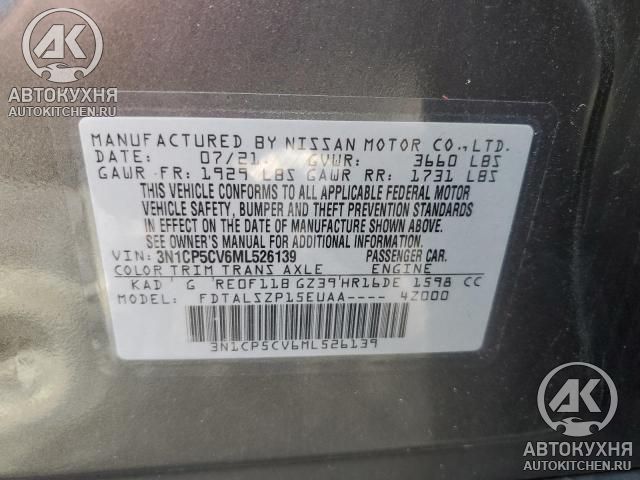 АВТОКУХНЯ
AUTOKITCHEN.RU
MANUFACTURED BY NISSAN MOTOR CO.,LTD.
DATE: 07/21 GVWR: 3660 LBS
GAWR FR: 1929 LBS GAWR RR: 1731 LBS
THIS VEHICLE CONFORMS TO ALL APPLICABLE FEDERAL MOTOR
VEHICLE SAFETY, BUMPER AND THEFT PREVENTION STANDARDS
IN EFFECT ON THE DATE OF MANUFACTURE SHOWN ABOVE.
SEE OWNER'S MANUAL FOR ADDITIONAL INFORMATION.
VIN: 3N1CP5CV6ML526139 PASSENGER CAR.
COLOR TRIM TRANS AXLE ENGINE
KAD G RE0F11B GZ39 HR16DE 1598 CC
MODEL: FDTALSZP15EUAA---- 4Z000
3N1CP5CV6ML526139
АК
АВТОКУХНЯ
AUTOKITCHEN.RU